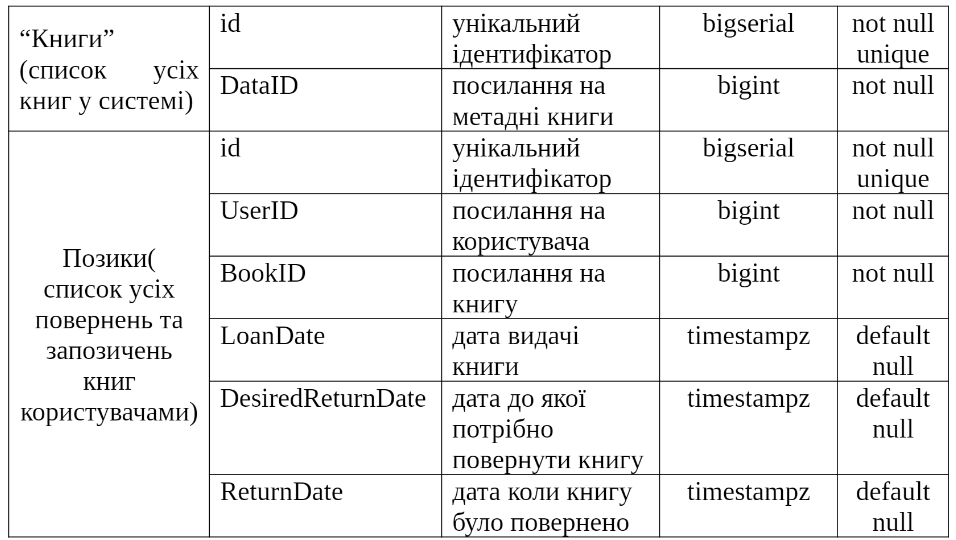 “Книги”
(список усіх
книг у системі)
id
унікальний
ідентифікатор
bigserial
not null
unique
DataID
посилання на
метадні книги
bigint
not null
Позики(
список усіх
повернень та
запозичень
книг
користувачами)
id
унікальний
ідентифікатор
bigserial
not null
unique
UserID
посилання на
користувача
bigint
not null
BookID
посилання на
книгу
bigint
not null
LoanDate
дата видачі
книги
timestampz
default
null
DesiredReturnDate
дата до якої
потрібно
повернути книгу
timestampz
default
null
ReturnDate
дата коли книгу
було повернено
timestampz
default
null